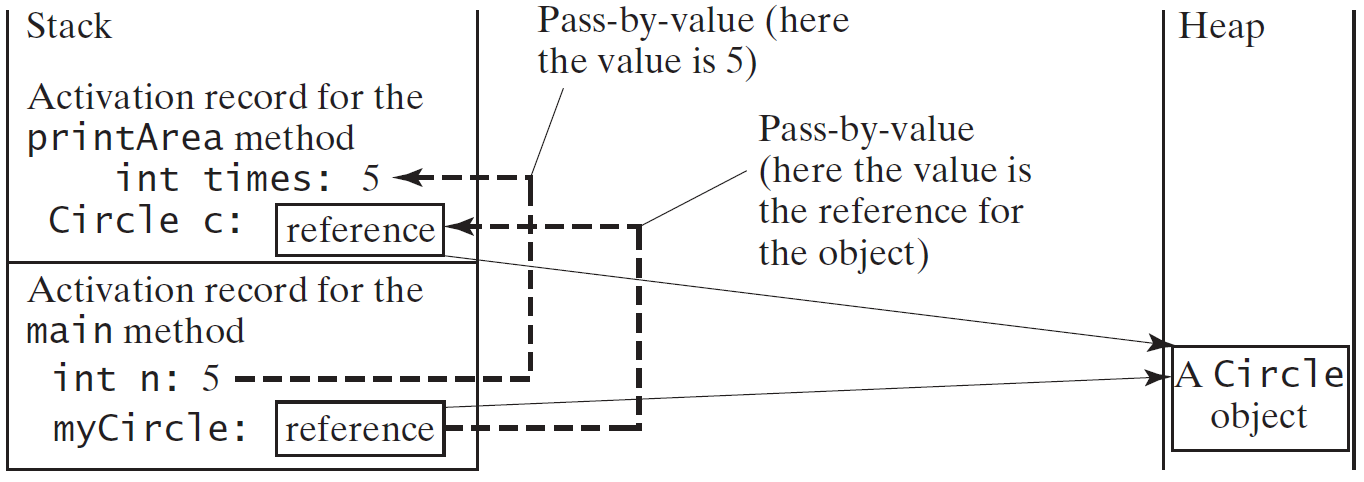 Stack
Activation record for the
printArea method
int times: 5
Circle c: reference
Activation record for the
main method
int n: 5
myCircle: reference
Pass-by-value (here
the value is 5)
Pass-by-value
(here the value is
the reference for
the object)
Heap
A Circle
object